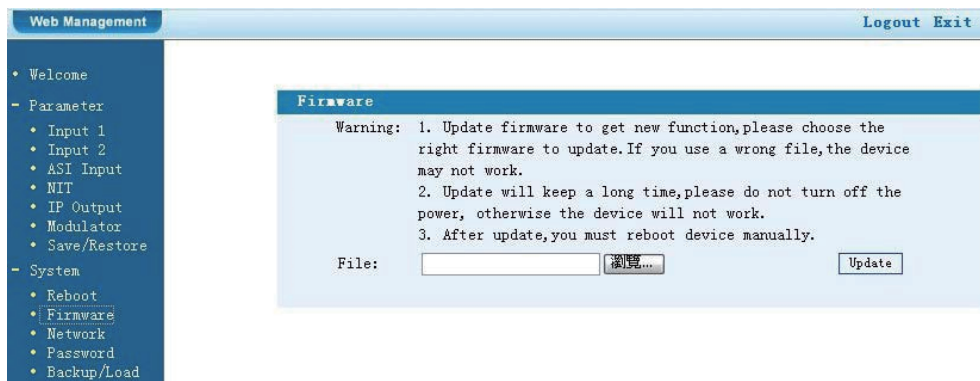 Web Management
Logout Exit
Welcome
Parameter
Input 1
Input 2
ASI Input
NIT
IP Output
Modulator
Save/Restore
System
Reboot
Firmware
Network
Password
Backup/Load
Firmware
Warning: 1. Update firmware to get new function,please choose the
right firmware to update.If you use a wrong file,the device
may not work.
2. Update will keep a long time,please do not turn off the
power, otherwise the device will not work.
3. After update,you must reboot device manually.
File: 瀏覽... Update